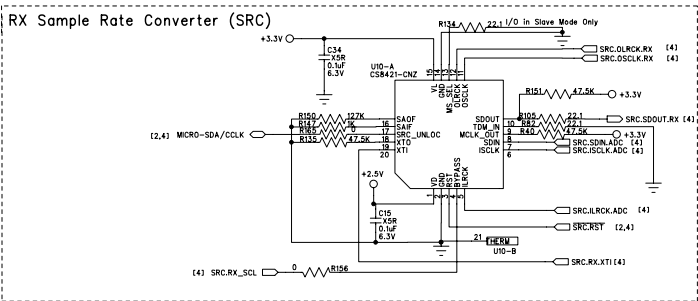 RX Sample Rate Converter (SRC)
R134
22.1
I/O in Slave Mode Only
+3.3V
C34
X5R
0.1uF
6.3V
U10-A
CS8421-CNZ
15 14 13 12 11
VL
GND
MS_SEL
OLRCK
OSCLK
SRC.OLRCK.RX [4]
SRC.OSCLK.RX [4]
R151
47.5K
+3.3V
R150 127K
R147 1K
R165 0
R135 47.5K
[2,4] MICRO-SDA/CCLK
16
17
18
19
20
SAOF
SAIF
SRC_UNLOC
XTO
XTI
SDOUT
TDM_IN
MCLK_OUT
SDIN
ISCLK
10
9
8
7
6
R105 22.1
R82 22.1
R40 47.5K
SRC.SDOUT.RX [4]
+3.3V
SRC.SDIN.ADC [4]
SRC.ISCLK.ADC [4]
VD
GND
RST
BYPASS
ILRCK
1 2 3 4 5
+2.5V
C15
X5R
0.1uF
6.3V
SRC.ILRCK.ADC [4]
SRC.RST [2,4]
21 THERM
U10-B
SRC.RX.XTI [4]
[4] SRC.RX_SCL
0
R156